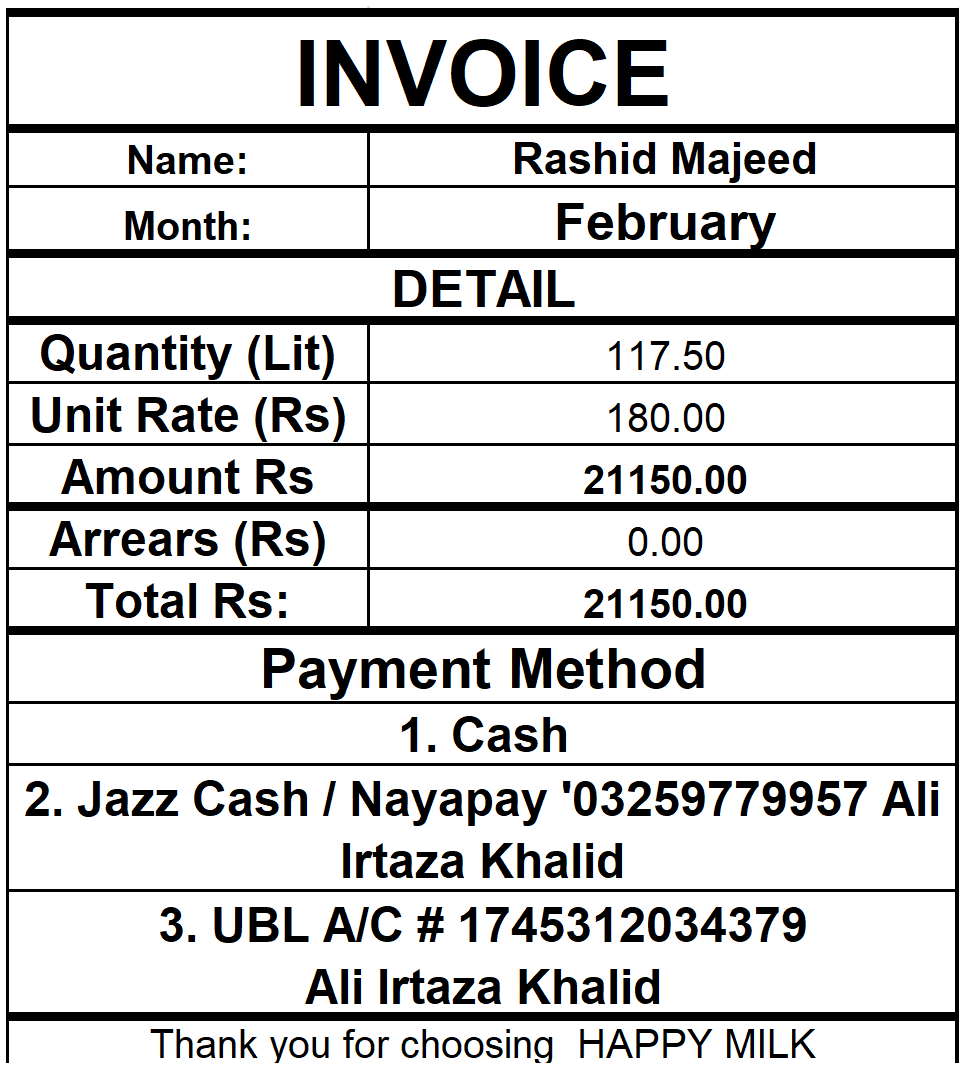 INVOICE
Name: Rashid Majeed
Month: February
DETAIL
Quantity (Lit) 117.50
Unit Rate (Rs) 180.00
Amount Rs 21150.00
Arrears (Rs) 0.00
Total Rs: 21150.00
Payment Method
1. Cash
2. Jazz Cash / Nayapay '03259779957 Ali
Irtaza Khalid
3. UBL A/C # 1745312034379
Ali Irtaza Khalid
Thank you for choosing  HAPPY MILK